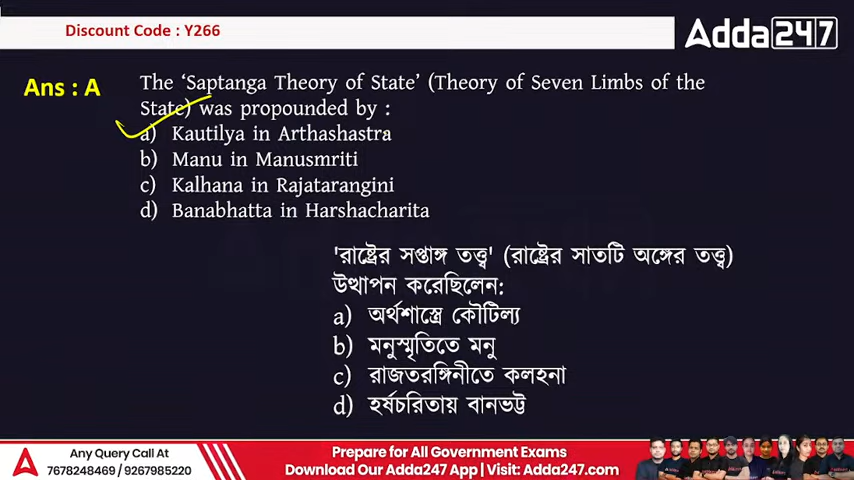 Discount Code : Y266
Adda247
Ans : A
The ‘Saptanga Theory of State’ (Theory of Seven Limbs of the
State) was propounded by :
a) Kautilya in Arthashastra
b) Manu in Manusmriti
c) Kalhana in Rajatarangini
d) Banabhatta in Harshacharita
'রাষ্ট্রের সপ্তাঙ্গ তত্ত্ব' (রাষ্ট্রের সাতটি অঙ্গের তত্ত্ব)
উত্থাপন করেছিলেন:
a) অর্থশাস্ত্রে কৌটিল্য
b) মনুস্মৃতিতে মনু
c) রাজতরঙ্গিনীতে কলহনা
d) হর্ষচরিতায় বানভট্ট
Any Query Call At
7678248469 / 9267985220
Prepare for All Government Exams
Download Our Adda247 App | Visit: Adda247.com